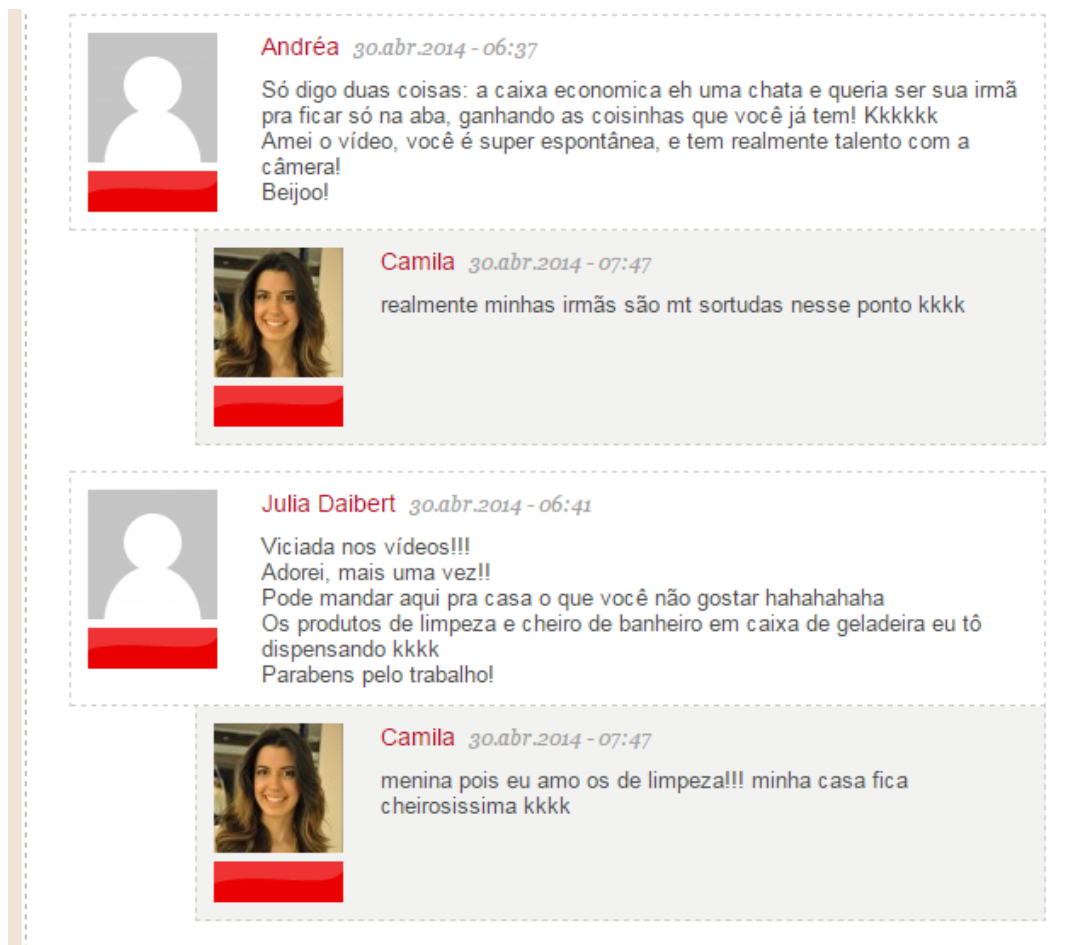 Andréa 30.abr.2014 - 06:37
Só digo duas coisas: a caixa economica eh uma chata e queria ser sua irmã
pra ficar só na aba, ganhando as coisinhas que você já tem! Kkkkkk
Amei o vídeo, você é super espontânea, e tem realmente talento com a
câmera!
Beijoo!
Camila 30.abr.2014 - 07:47
realmente minhas irmãs são mt sortudas nesse ponto kkkk
Julia Daibert 30.abr.2014 - 06:41
Viciada nos vídeos!!!
Adorei, mais uma vez!!
Pode mandar aqui pra casa o que você não gostar hahahahaha
Os produtos de limpeza e cheiro de banheiro em caixa de geladeira eu tô
dispensando kkkk
Parabens pelo trabalho!
Camila 30.abr.2014 - 07:47
menina pois eu amo os de limpeza!!! minha casa fica
cheirosissima kkkk